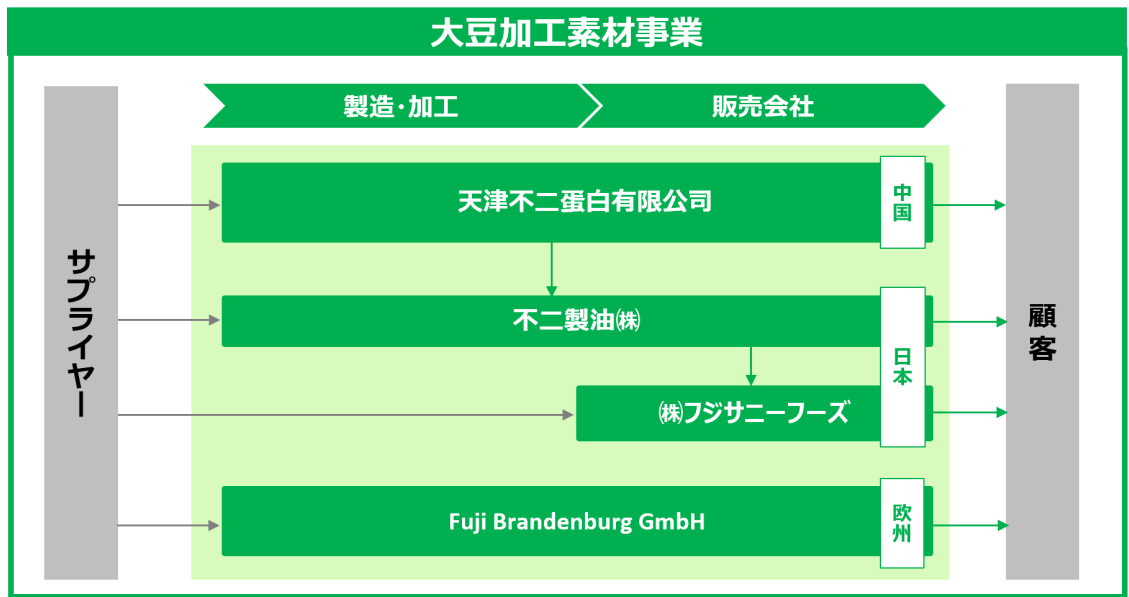 大豆加工素材事業
製造・加工
販売会社
サプライヤー
天津不二蛋白有限公司
中国
不二製油㈱
日本
㈱フジサニーフーズ
Fuji Brandenburg GmbH
欧州
顧客